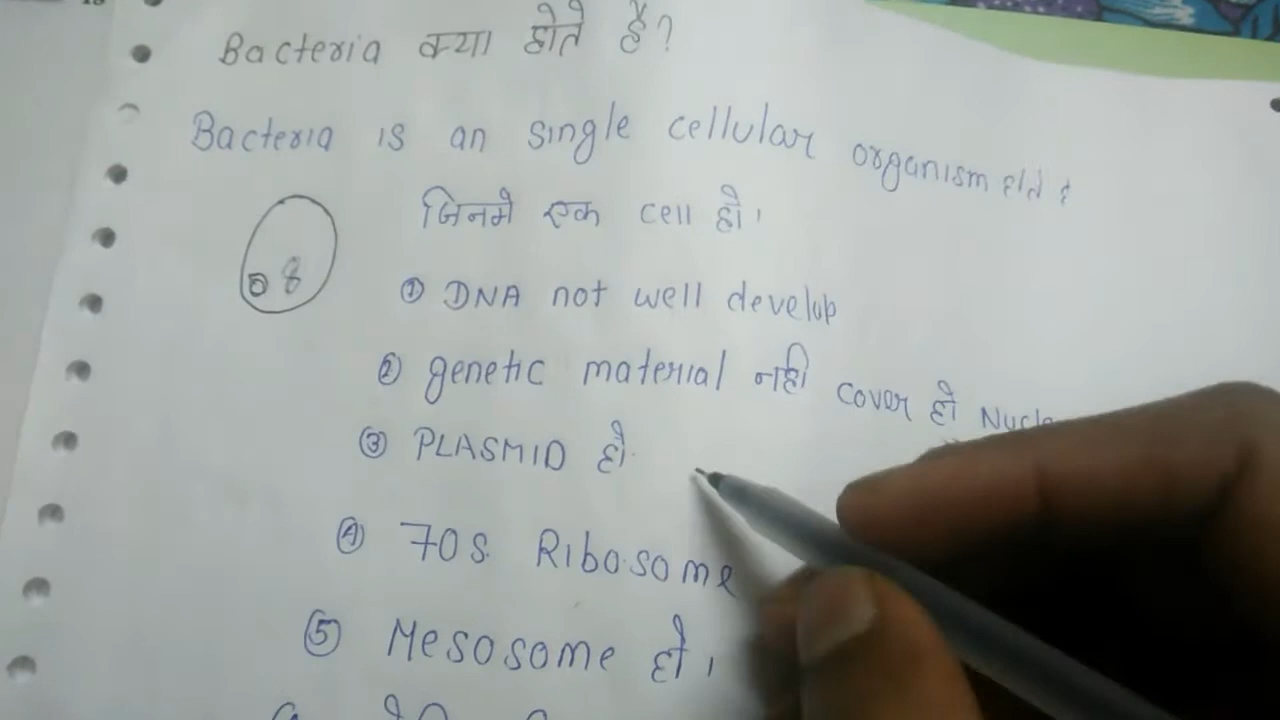 Bacteria क्या होते है?
Bacteria is an single cellular organism होते है
जिनमे एक cell हो।
8
① DNA not well develop
② genetic material नही cover हो
③ PLASMID हो
④ 70s Ribosome
⑤ Mesosome हो।